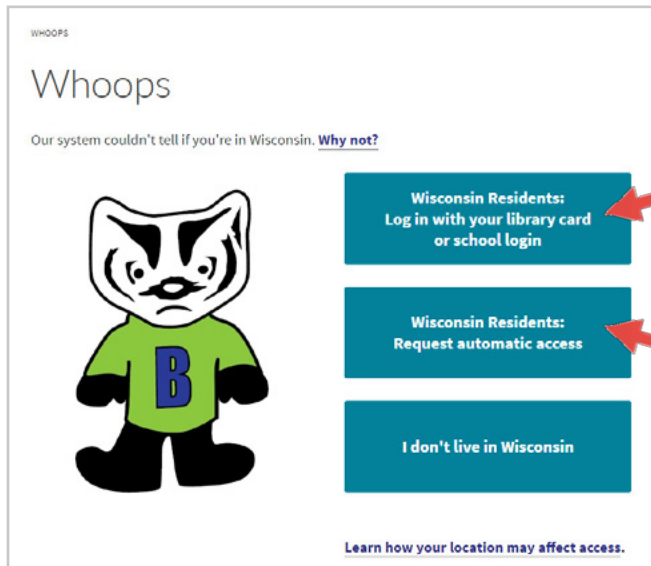 WHOOPS
Whoops
Our system couldn't tell if you're in Wisconsin. Why not?
Wisconsin Residents:
Log in with your library card
or school login
B
Wisconsin Residents:
Request automatic access
I don't live in Wisconsin
Learn how your location may affect access.